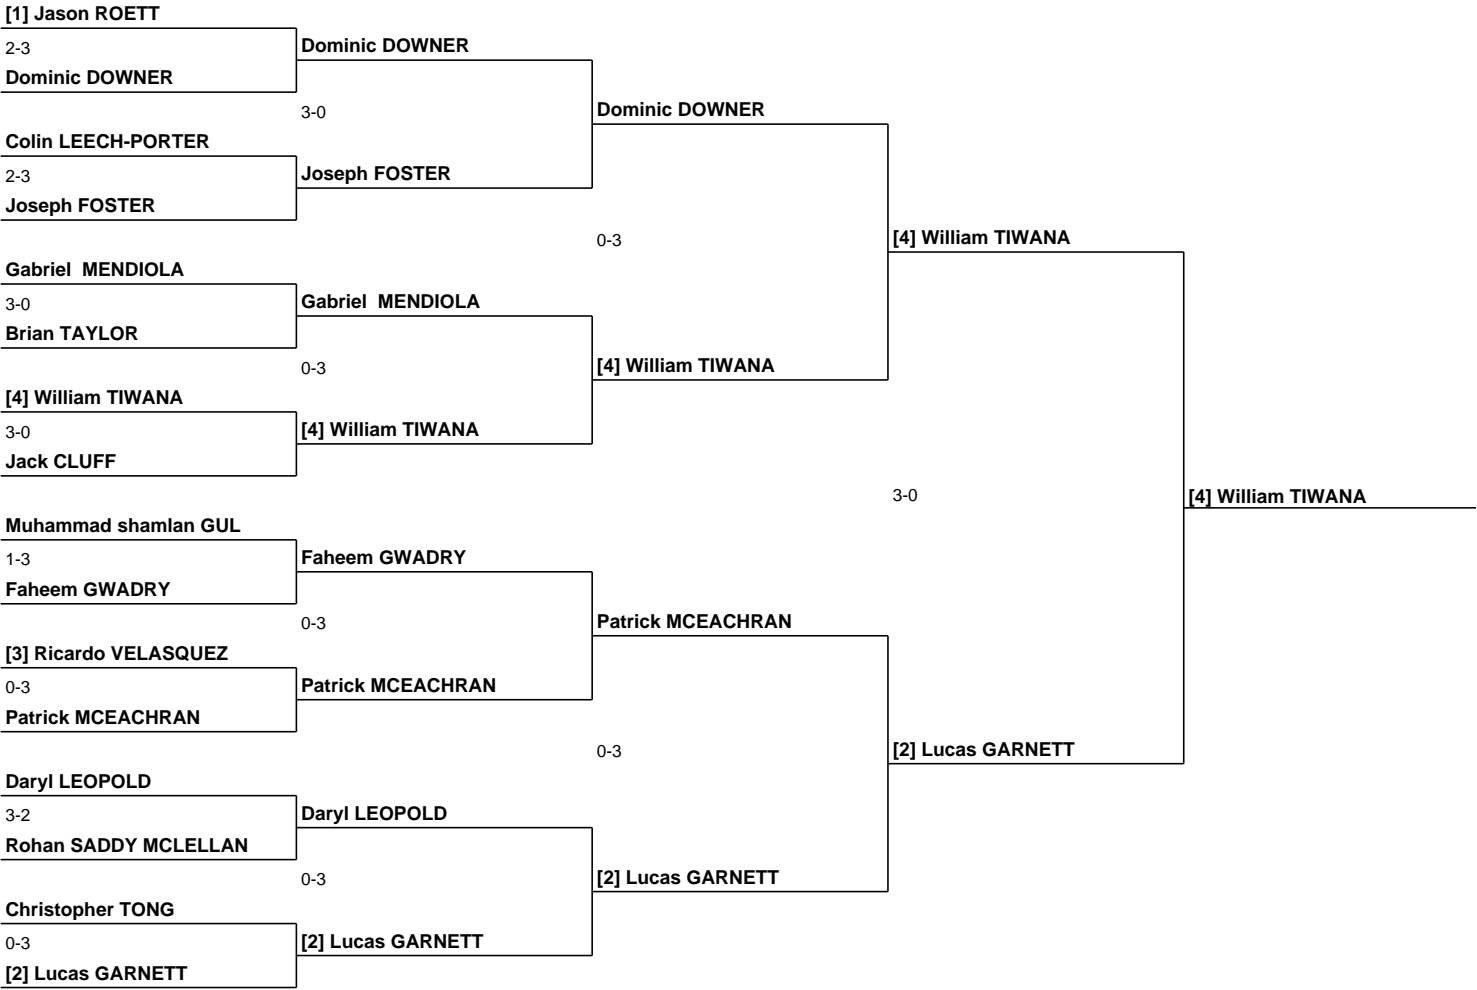 [1] Jason ROETT
2-3
Dominic DOWNER
Dominic DOWNER
3-0
Dominic DOWNER
Colin LEECH-PORTER
2-3
Joseph FOSTER
Joseph FOSTER
0-3
[4] William TIWANA
Gabriel  MENDIOLA
3-0
Gabriel  MENDIOLA
Brian TAYLOR
0-3
[4] William TIWANA
[4] William TIWANA
3-0
[4] William TIWANA
Jack CLUFF
3-0
[4] William TIWANA
Muhammad shamlan GUL
1-3
Faheem GWADRY
Faheem GWADRY
0-3
Patrick MCEACHRAN
[3] Ricardo VELASQUEZ
0-3
Patrick MCEACHRAN
Patrick MCEACHRAN
0-3
[2] Lucas GARNETT
Daryl LEOPOLD
3-2
Daryl LEOPOLD
Rohan SADDY MCLELLAN
0-3
[2] Lucas GARNETT
Christopher TONG
0-3
[2] Lucas GARNETT
[2] Lucas GARNETT